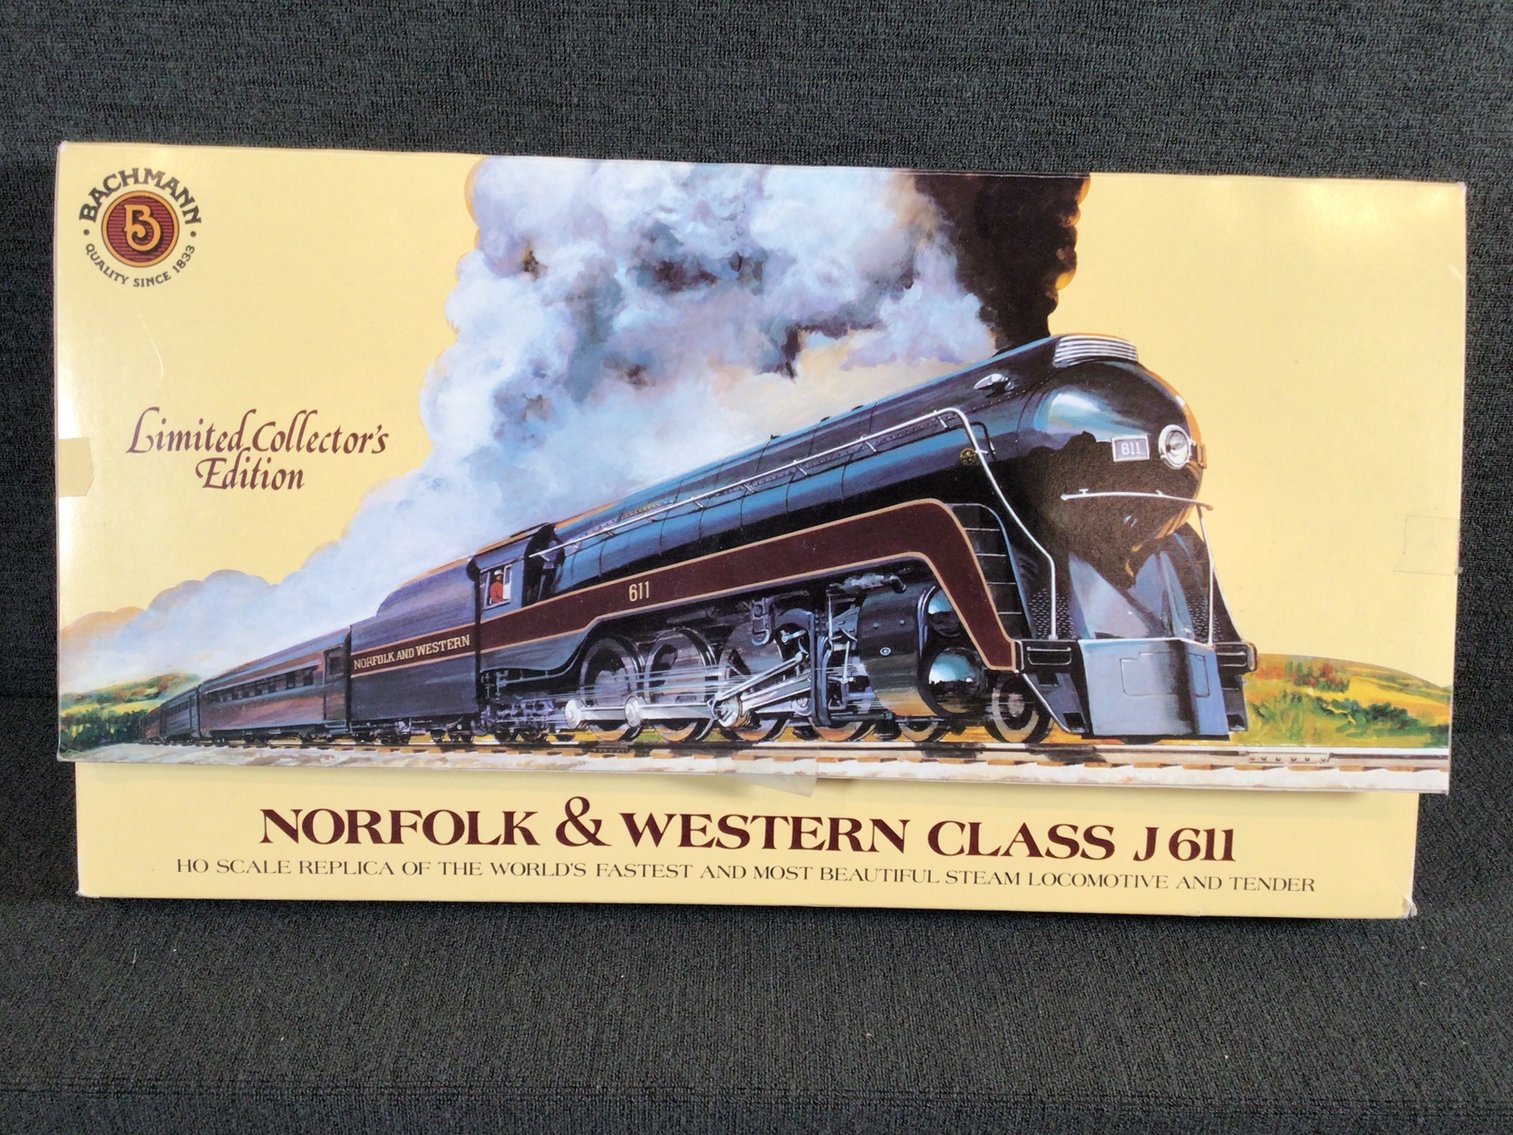 BACHMANN
B
QUALITY SINCE 1833
Limited Collector's
Edition
611
611
NORFOLK AND WESTERN
NORFOLK & WESTERN CLASS J 611
HO SCALE REPLICA OF THE WORLD'S FASTEST AND MOST BEAUTIFUL STEAM LOCOMOTIVE AND TENDER